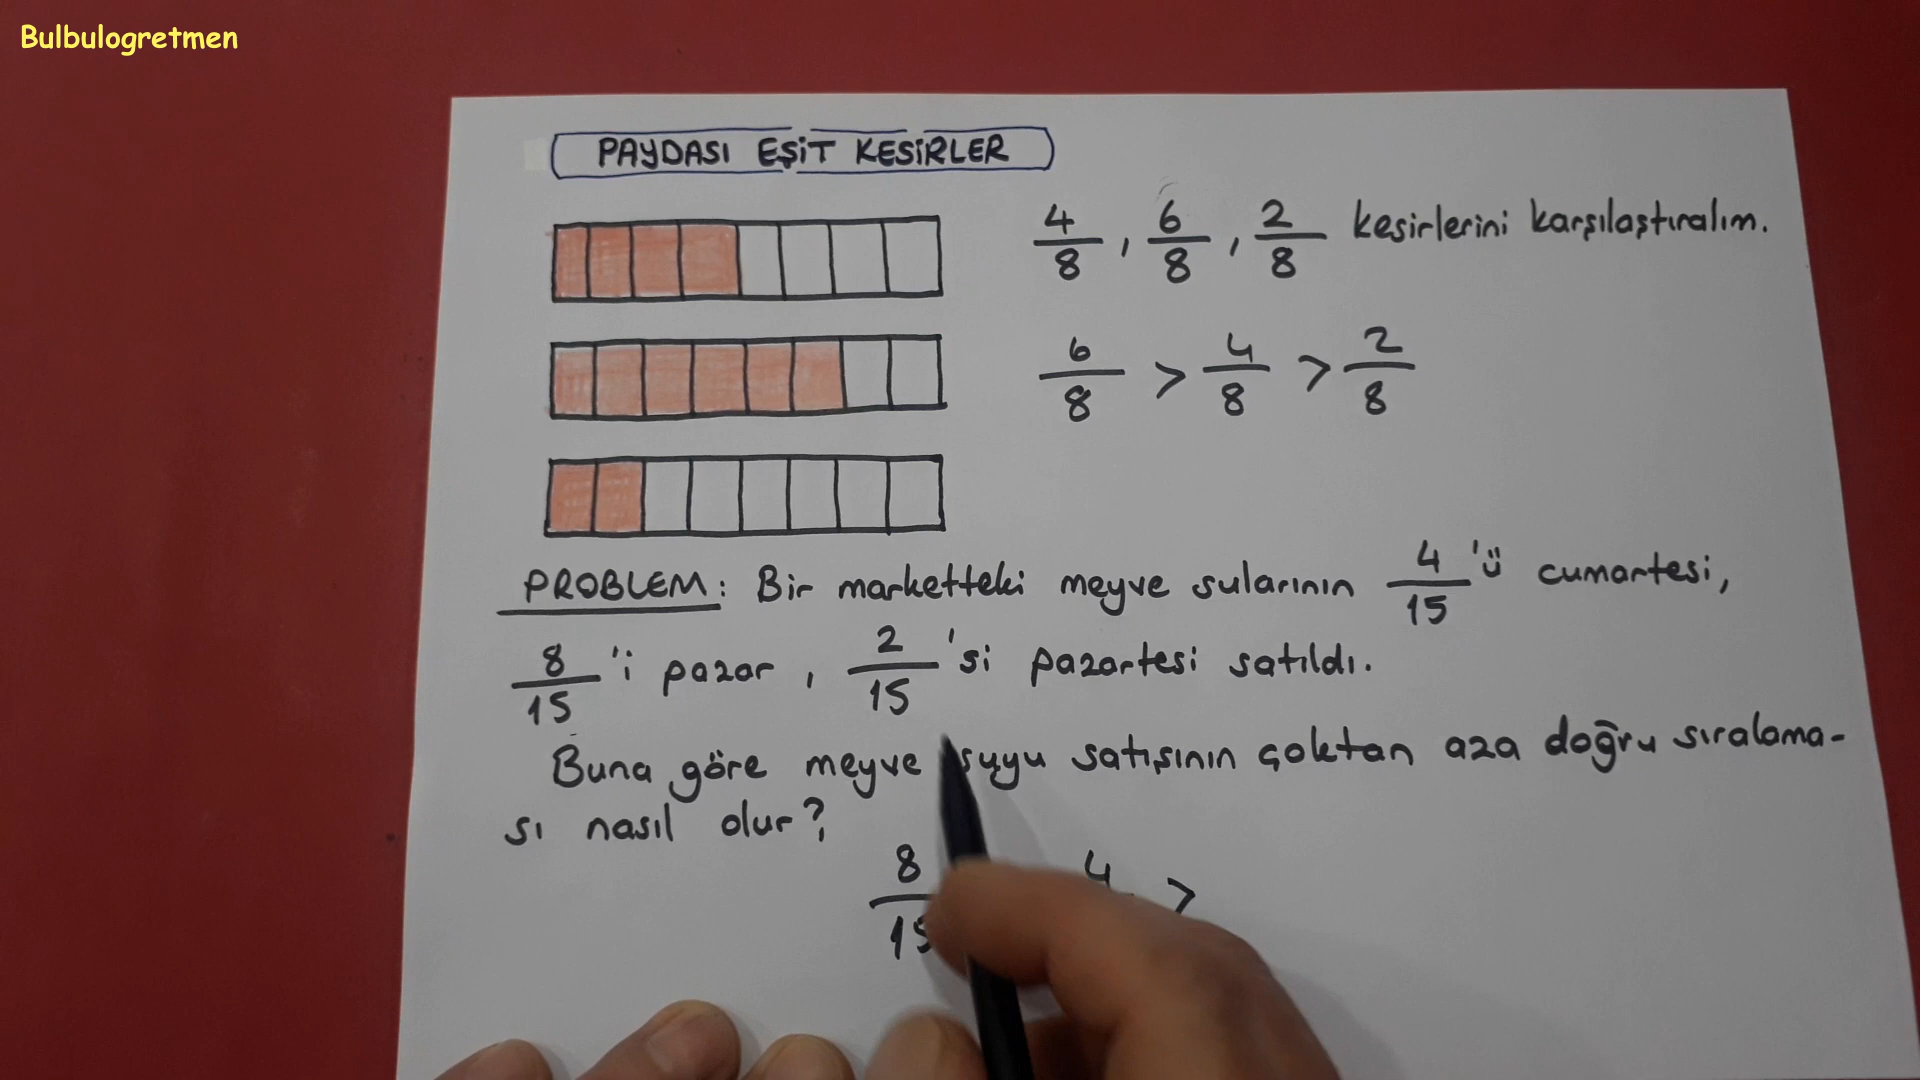 Bulbulogretmen
PAYDASI EŞİT KESİRLER
4/8, 6/8, 2/8 kesirlerini karşılaştıralım.
6/8 > 4/8 > 2/8
PROBLEM: Bir marketteki meyve sularının 4/15'ü cumartesi,
8/15'i pazar, 2/15'si pazartesi satıldı.
Buna göre meyve suyu satışının çoktan aza doğru sıralama-
sı nasıl olur?
8/15 4 >